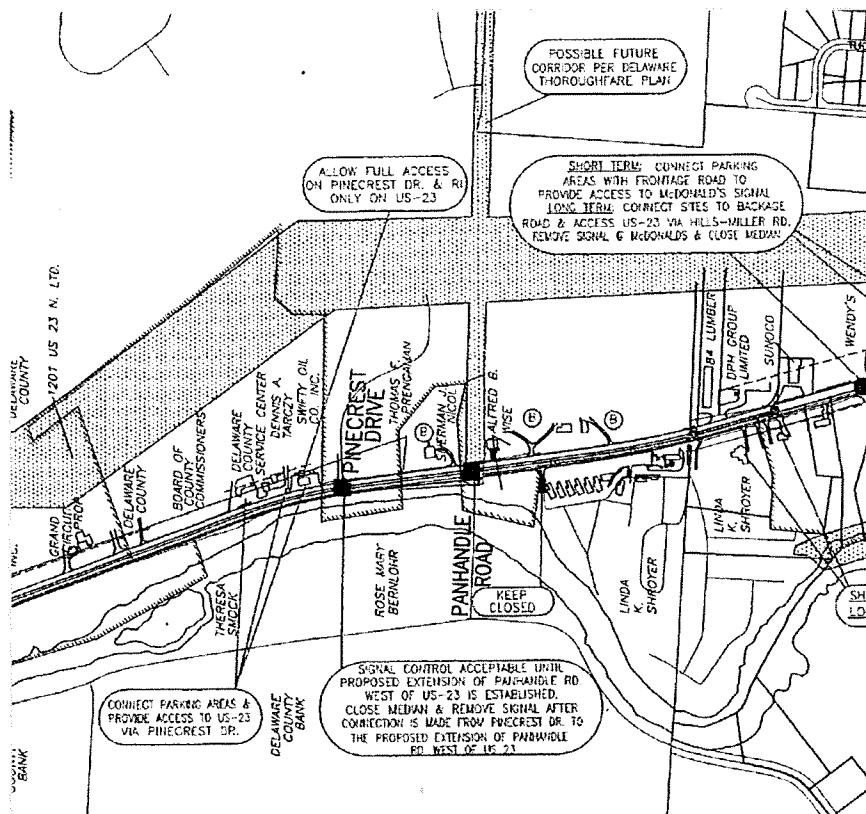 POSSIBLE FUTURE
CORRIDOR PER DELAWARE
THOROUGHFARE PLAN
ALLOW FULL ACCESS
ON PINECREST DR. & RI
ONLY ON US-23
SHORT TERM: CONNECT PARKING
AREAS WITH FRONTAGE ROAD TO
PROVIDE ACCESS TO McDONALD'S SIGNAL
LONG TERM: CONNECT SITES TO BACKAGE
ROAD & ACCESS US-23 VIA HILLS-MILLER RD.
REMOVE SIGNAL @ McDONALDS & CLOSE MEDIAN
DELAWARE
COUNTY
1201 US 23 N, LTD.
INC.
GRAND
CIRCUIT
PROP
DELAWARE
COUNTY
BOARD OF
COUNTY
COMMISSIONERS
DELAWARE
COUNTY
SERVICE CENTER
DENNIS A.
TARCZY
SWIFTY OIL
CO. INC.
PINECREST
DRIVE
THOMAS F.
B
SHERMAN J.
NICOL
ALFRED B.
WISE
B
B
84 LUMBER
DPH GROUP
LIMITED
SUNOCO
WENDY'S
THERESA
SMOCK
ROSE MARY
BERNLOHR
PANHANDLE
ROAD
KEEP
CLOSED
LINDA
K.
SHROYER
LINDA
K.
SHROYER
SH
LO
CONNECT PARKING AREAS &
PROVIDE ACCESS TO US-23
VIA PINECREST DR.
DELAWARE
COUNTY
BANK
SIGNAL CONTROL ACCEPTABLE UNTIL
PROPOSED EXTENSION OF PANHANDLE RD
WEST OF US-23 IS ESTABLISHED.
CLOSE MEDIAN & REMOVE SIGNAL AFTER
CONNECTION IS MADE FROM PINECREST DR. TO
THE PROPOSED EXTENSION OF PANHANDLE
RD WEST OF US 23
COUNTY
BANK